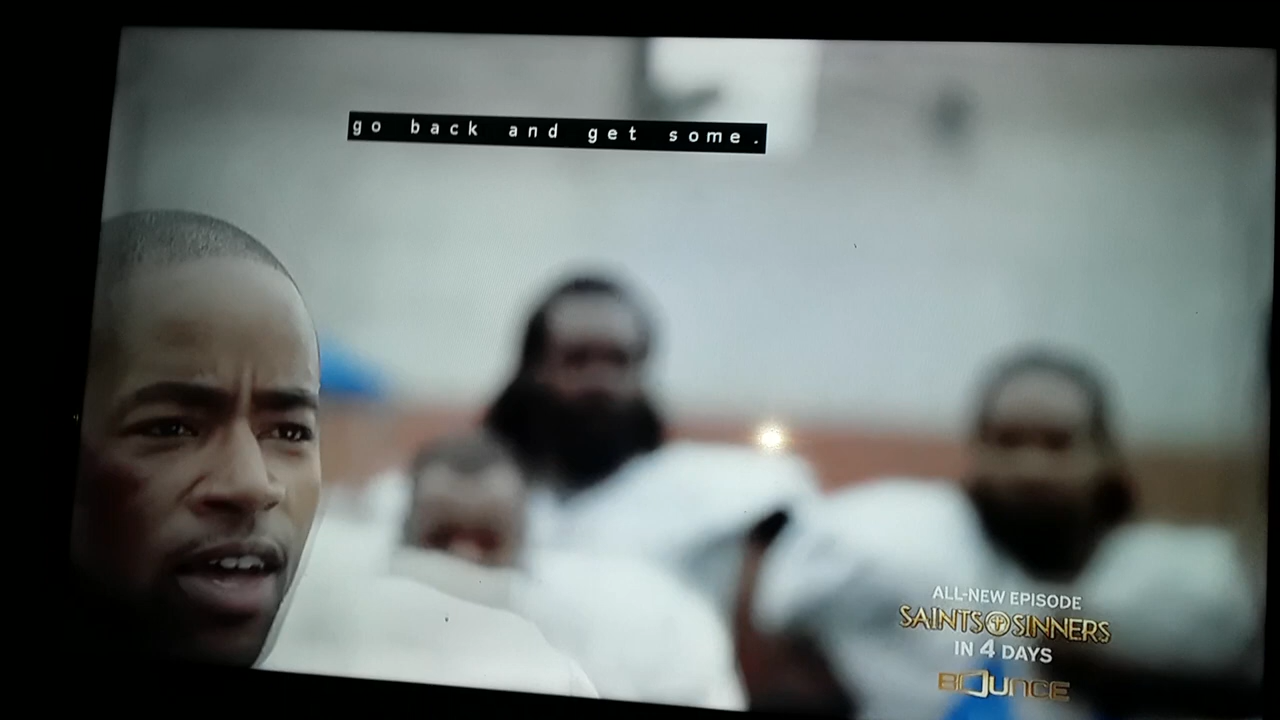 go back and get some.
ALL-NEW EPISODE
SAINTS & SINNERS
IN 4 DAYS
BOUNCE